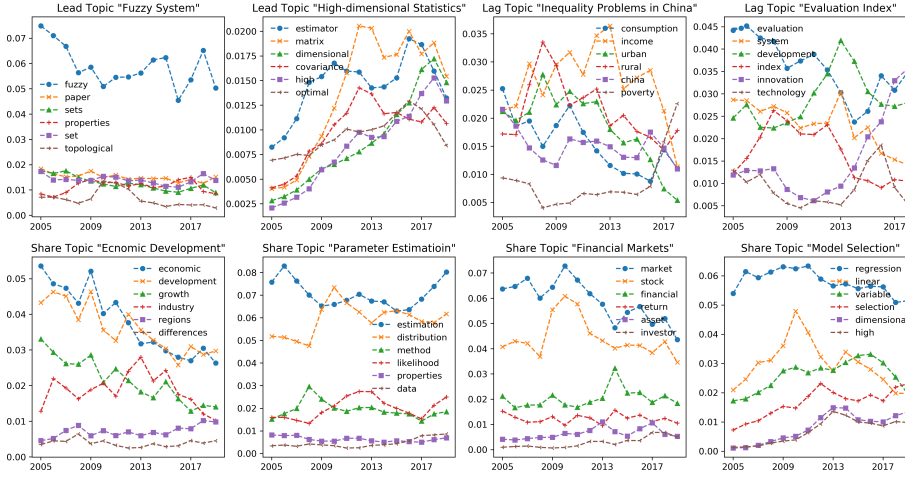 Lead Topic "Fuzzy System"
0.07
0.06
0.05
0.04
0.03
0.02
0.01
0.00
fuzzy
paper
sets
properties
set
topological
2005 2009 2013 2017
Lead Topic "High-dimensional Statistics"
0.0200
0.0175
0.0150
0.0125
0.0100
0.0075
0.0050
0.0025
estimator
matrix
dimensional
covariance
high
optimal
2005 2009 2013 2017
Lag Topic "Inequality Problems in China"
0.035
0.030
0.025
0.020
0.015
0.010
0.005
consumption
income
urban
rural
china
poverty
2005 2009 2013 2017
Lag Topic "Evaluation Index"
0.045
0.040
0.035
0.030
0.025
0.020
0.015
0.010
0.005
evaluation
system
development
index
innovation
technology
2005 2009 2013 2017
Share Topic "Ecnomic Development"
0.05
0.04
0.03
0.02
0.01
0.00
economic
development
growth
industry
regions
differences
2005 2009 2013 2017
Share Topic "Parameter Estimatioin"
0.08
0.07
0.06
0.05
0.04
0.03
0.02
0.01
0.00
estimation
distribution
method
likelihood
properties
data
2005 2009 2013 2017
Share Topic "Financial Markets"
0.07
0.06
0.05
0.04
0.03
0.02
0.01
0.00
market
stock
financial
return
asset
investor
2005 2009 2013 2017
Share Topic "Model Selection"
0.06
0.05
0.04
0.03
0.02
0.01
0.00
regression
linear
variable
selection
dimensiona
high
2005 2009 2013 2017